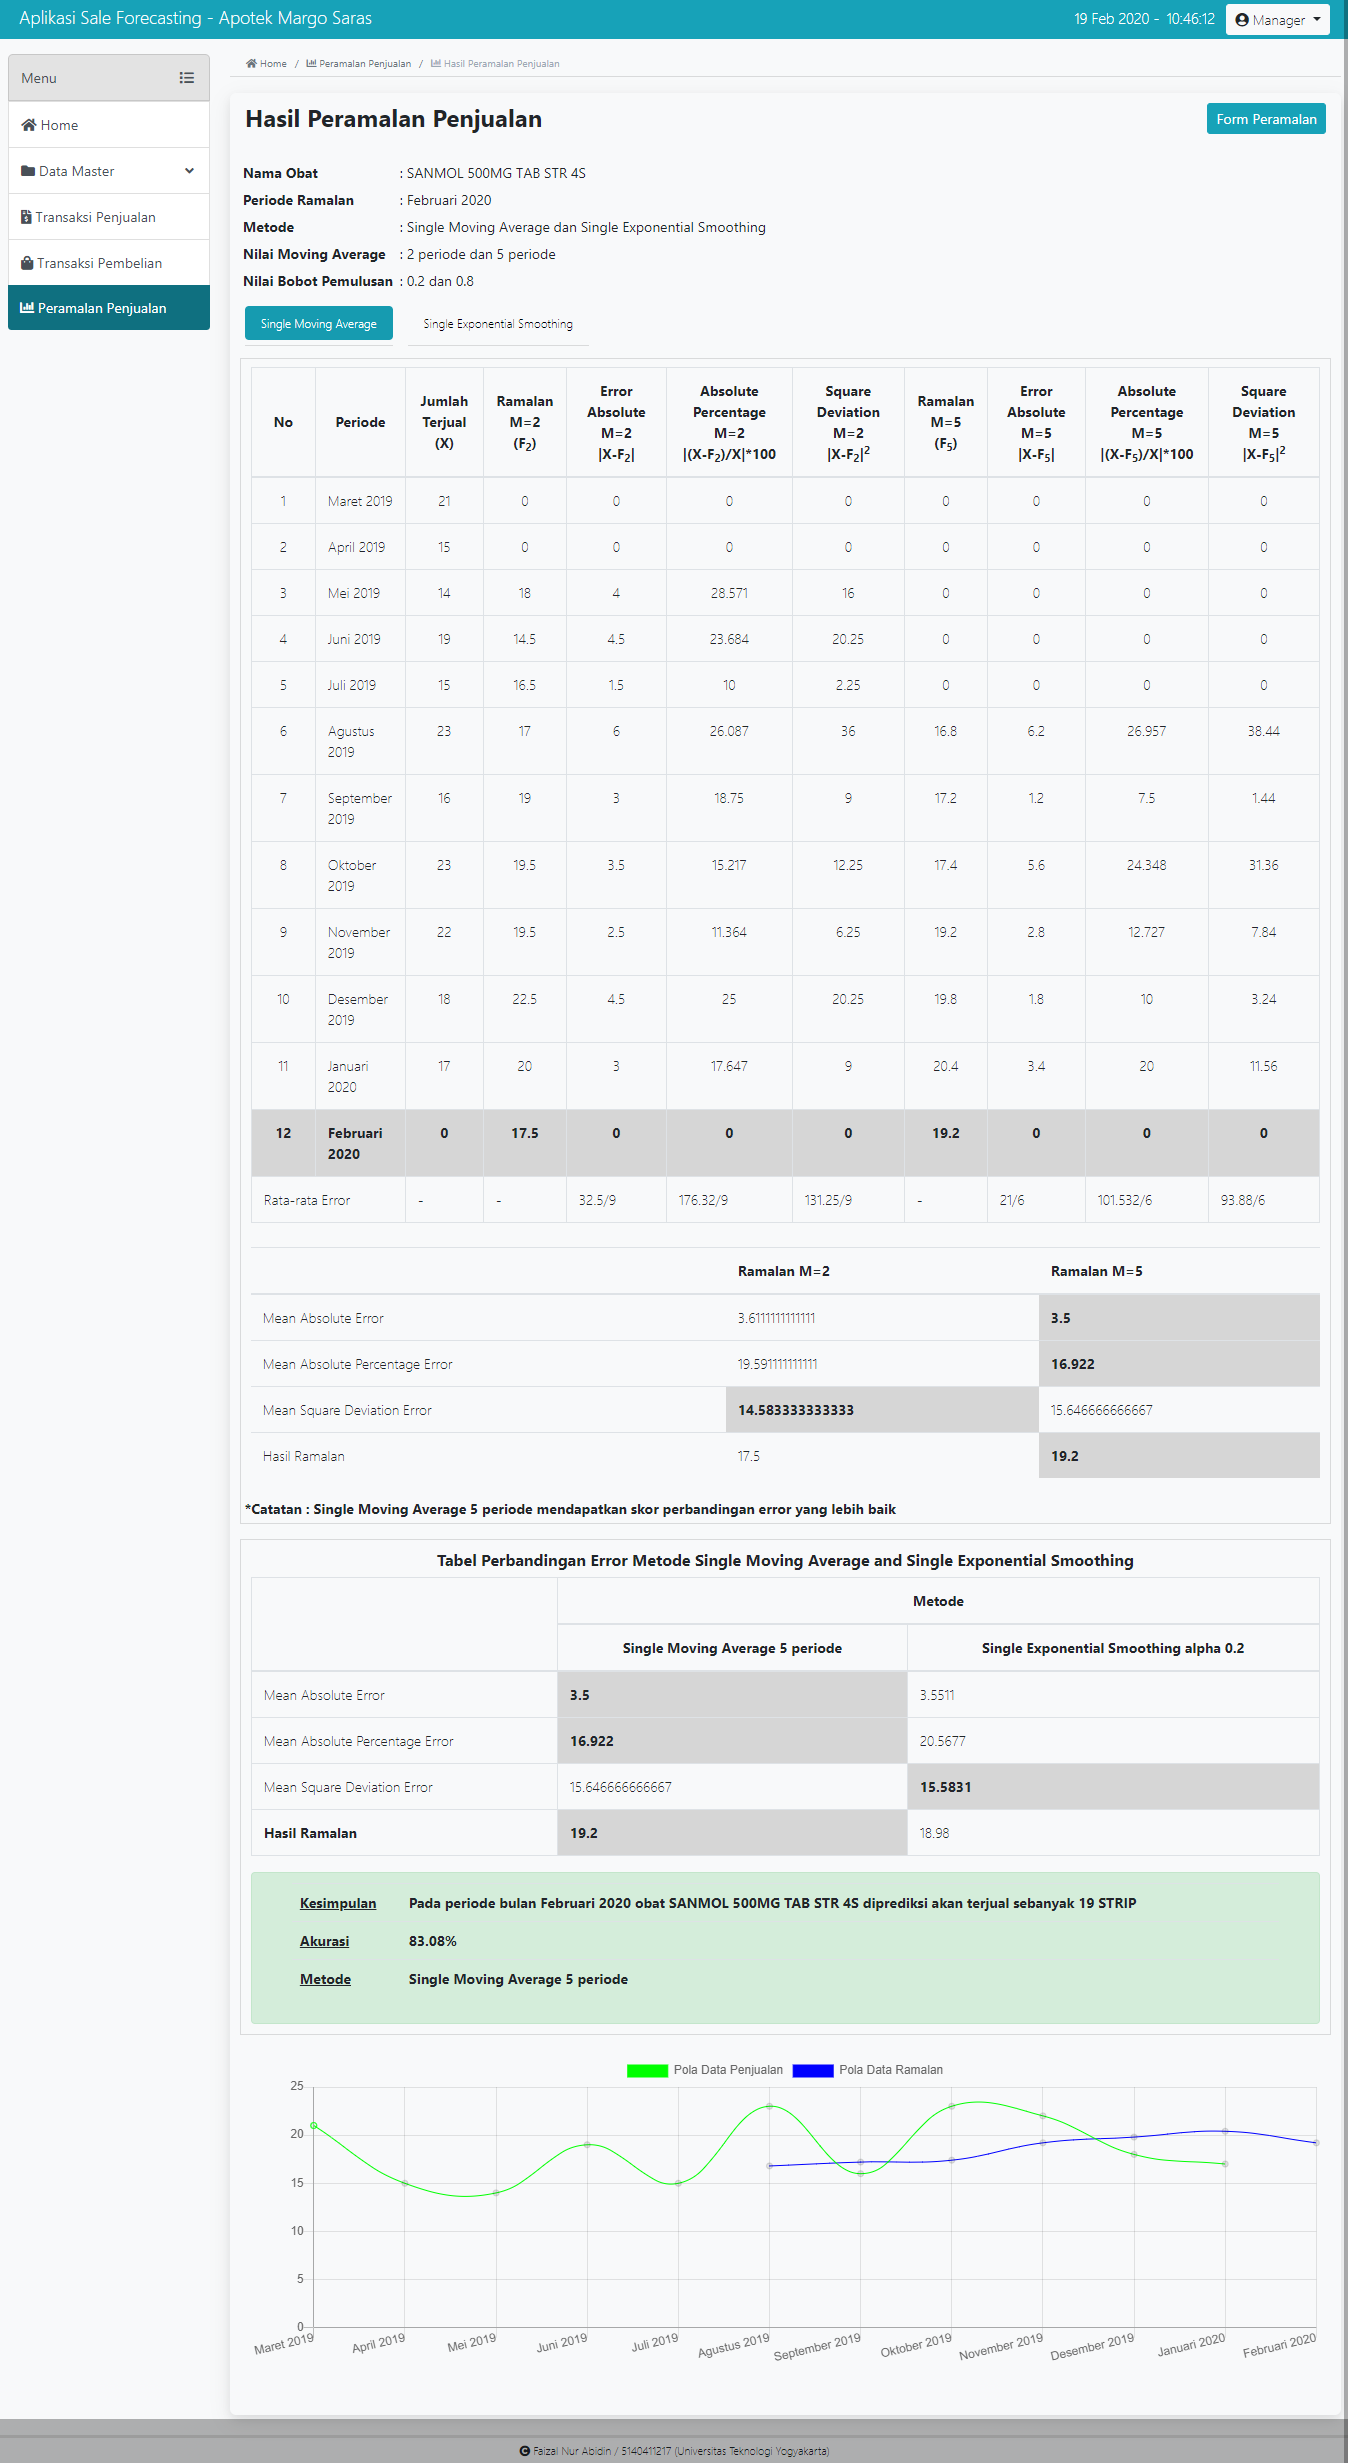 Aplikasi Sale Forecasting - Apotek Margo Saras
19 Feb 2020 - 10:46:12 Manager
Menu
Home
Data Master
Transaksi Penjualan
Transaksi Pembelian
Peramalan Penjualan
Home / Peramalan Penjualan / Hasil Peramalan Penjualan
Hasil Peramalan Penjualan
Form Peramalan
Nama Obat : SANMOL 500MG TAB STR 4S
Periode Ramalan : Februari 2020
Metode : Single Moving Average dan Single Exponential Smoothing
Nilai Moving Average : 2 periode dan 5 periode
Nilai Bobot Pemulusan : 0.2 dan 0.8
Single Moving Average Single Exponential Smoothing
No
Periode
Jumlah
Terjual
(X)
Ramalan
M=2
(F2)
Error
Absolute
M=2
|X-F2|
Absolute
Percentage
M=2
|(X-F2)/X|*100
Square
Deviation
M=2
|X-F2|²
Ramalan
M=5
(F5)
Error
Absolute
M=5
|X-F5|
Absolute
Percentage
M=5
|(X-F5)/X|*100
Square
Deviation
M=5
|X-F5|²
1 Maret 2019 21 0 0 0 0 0 0 0 0
2 April 2019 15 0 0 0 0 0 0 0 0
3 Mei 2019 14 18 4 28.571 16 0 0 0 0
4 Juni 2019 19 14.5 4.5 23.684 20.25 0 0 0 0
5 Juli 2019 15 16.5 1.5 10 2.25 0 0 0 0
6 Agustus 2019 23 17 6 26.087 36 16.8 6.2 26.957 38.44
7 September 2019 16 19 3 18.75 9 17.2 1.2 7.5 1.44
8 Oktober 2019 23 19.5 3.5 15.217 12.25 17.4 5.6 24.348 31.36
9 November 2019 22 19.5 2.5 11.364 6.25 19.2 2.8 12.727 7.84
10 Desember 2019 18 22.5 4.5 25 20.25 19.8 1.8 10 3.24
11 Januari 2020 17 20 3 17.647 9 20.4 3.4 20 11.56
12 Februari 2020 0 17.5 0 0 0 19.2 0 0 0
Rata-rata Error - - 32.5/9 176.32/9 131.25/9 - 21/6 101.532/6 93.88/6
Ramalan M=2 Ramalan M=5
Mean Absolute Error 3.6111111111111 3.5
Mean Absolute Percentage Error 19.591111111111 16.922
Mean Square Deviation Error 14.583333333333 15.646666666667
Hasil Ramalan 17.5 19.2
*Catatan : Single Moving Average 5 periode mendapatkan skor perbandingan error yang lebih baik
Tabel Perbandingan Error Metode Single Moving Average and Single Exponential Smoothing
Metode
Single Moving Average 5 periode Single Exponential Smoothing alpha 0.2
Mean Absolute Error 3.5 3.5511
Mean Absolute Percentage Error 16.922 20.5677
Mean Square Deviation Error 15.646666666667 15.5831
Hasil Ramalan 19.2 18.98
Kesimpulan Pada periode bulan Februari 2020 obat SANMOL 500MG TAB STR 4S diprediksi akan terjual sebanyak 19 STRIP
Akurasi 83.08%
Metode Single Moving Average 5 periode
Pola Data Penjualan Pola Data Ramalan
25
20
15
10
5
0
Maret 2019 April 2019 Mei 2019 Juni 2019 Juli 2019 Agustus 2019 September 2019 Oktober 2019 November 2019 Desember 2019 Januari 2020 Februari 2020
Faizal Nur Abidin / 5140411217 (Universitas Teknologi Yogyakarta)